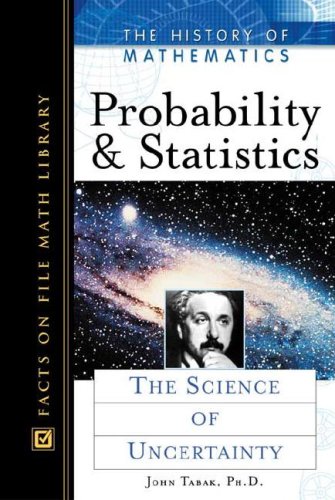 THE HISTORY OF
MATHEMATICS
Probability
& Statistics
THE SCIENCE
OF
UNCERTAINTY
JOHN TABAK, PH.D.
FACTS ON FILE MATH LIBRARY